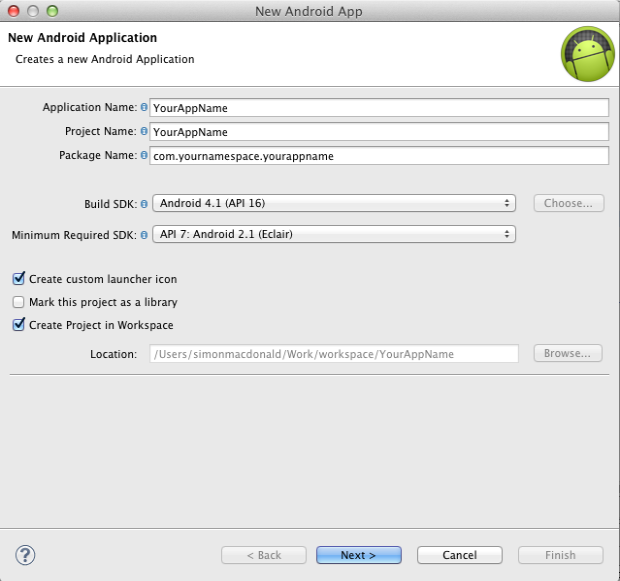 New Android App
New Android Application
Creates a new Android Application
Application Name: YourAppName
Project Name: YourAppName
Package Name: com.yournamespace.yourappname
Build SDK: Android 4.1 (API 16) Choose...
Minimum Required SDK: API 7: Android 2.1 (Eclair)
Create custom launcher icon
Mark this project as a library
Create Project in Workspace
Location: /Users/simonmacdonald/Work/workspace/YourAppName Browse...
? < Back Next > Cancel Finish